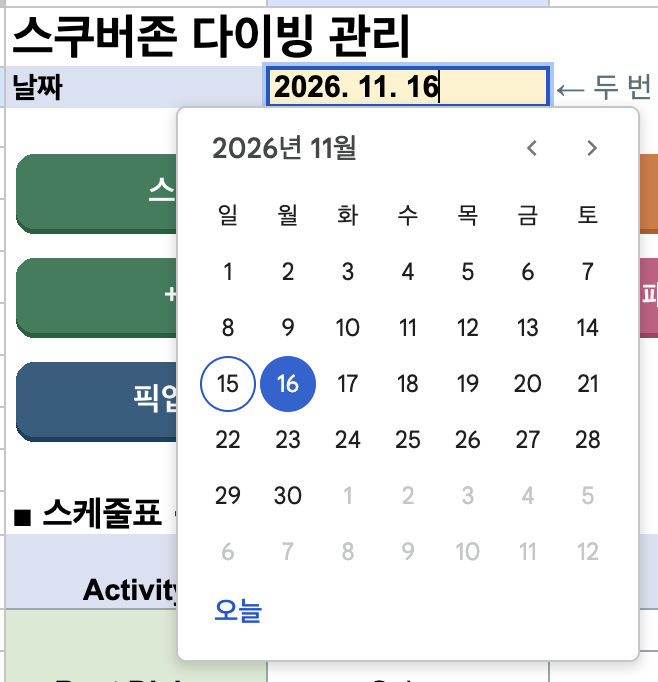 스쿠버존 다이빙 관리
날짜 2026. 11. 16 ← 두 번
2026년 11월 < >
일 월 화 수 목 금 토
1 2 3 4 5 6 7
8 9 10 11 12 13 14
15 16 17 18 19 20 21
22 23 24 25 26 27 28
29 30 1 2 3 4 5
6 7 8 9 10 11 12
오늘
스
+
픽업
■ 스케줄표
Activity